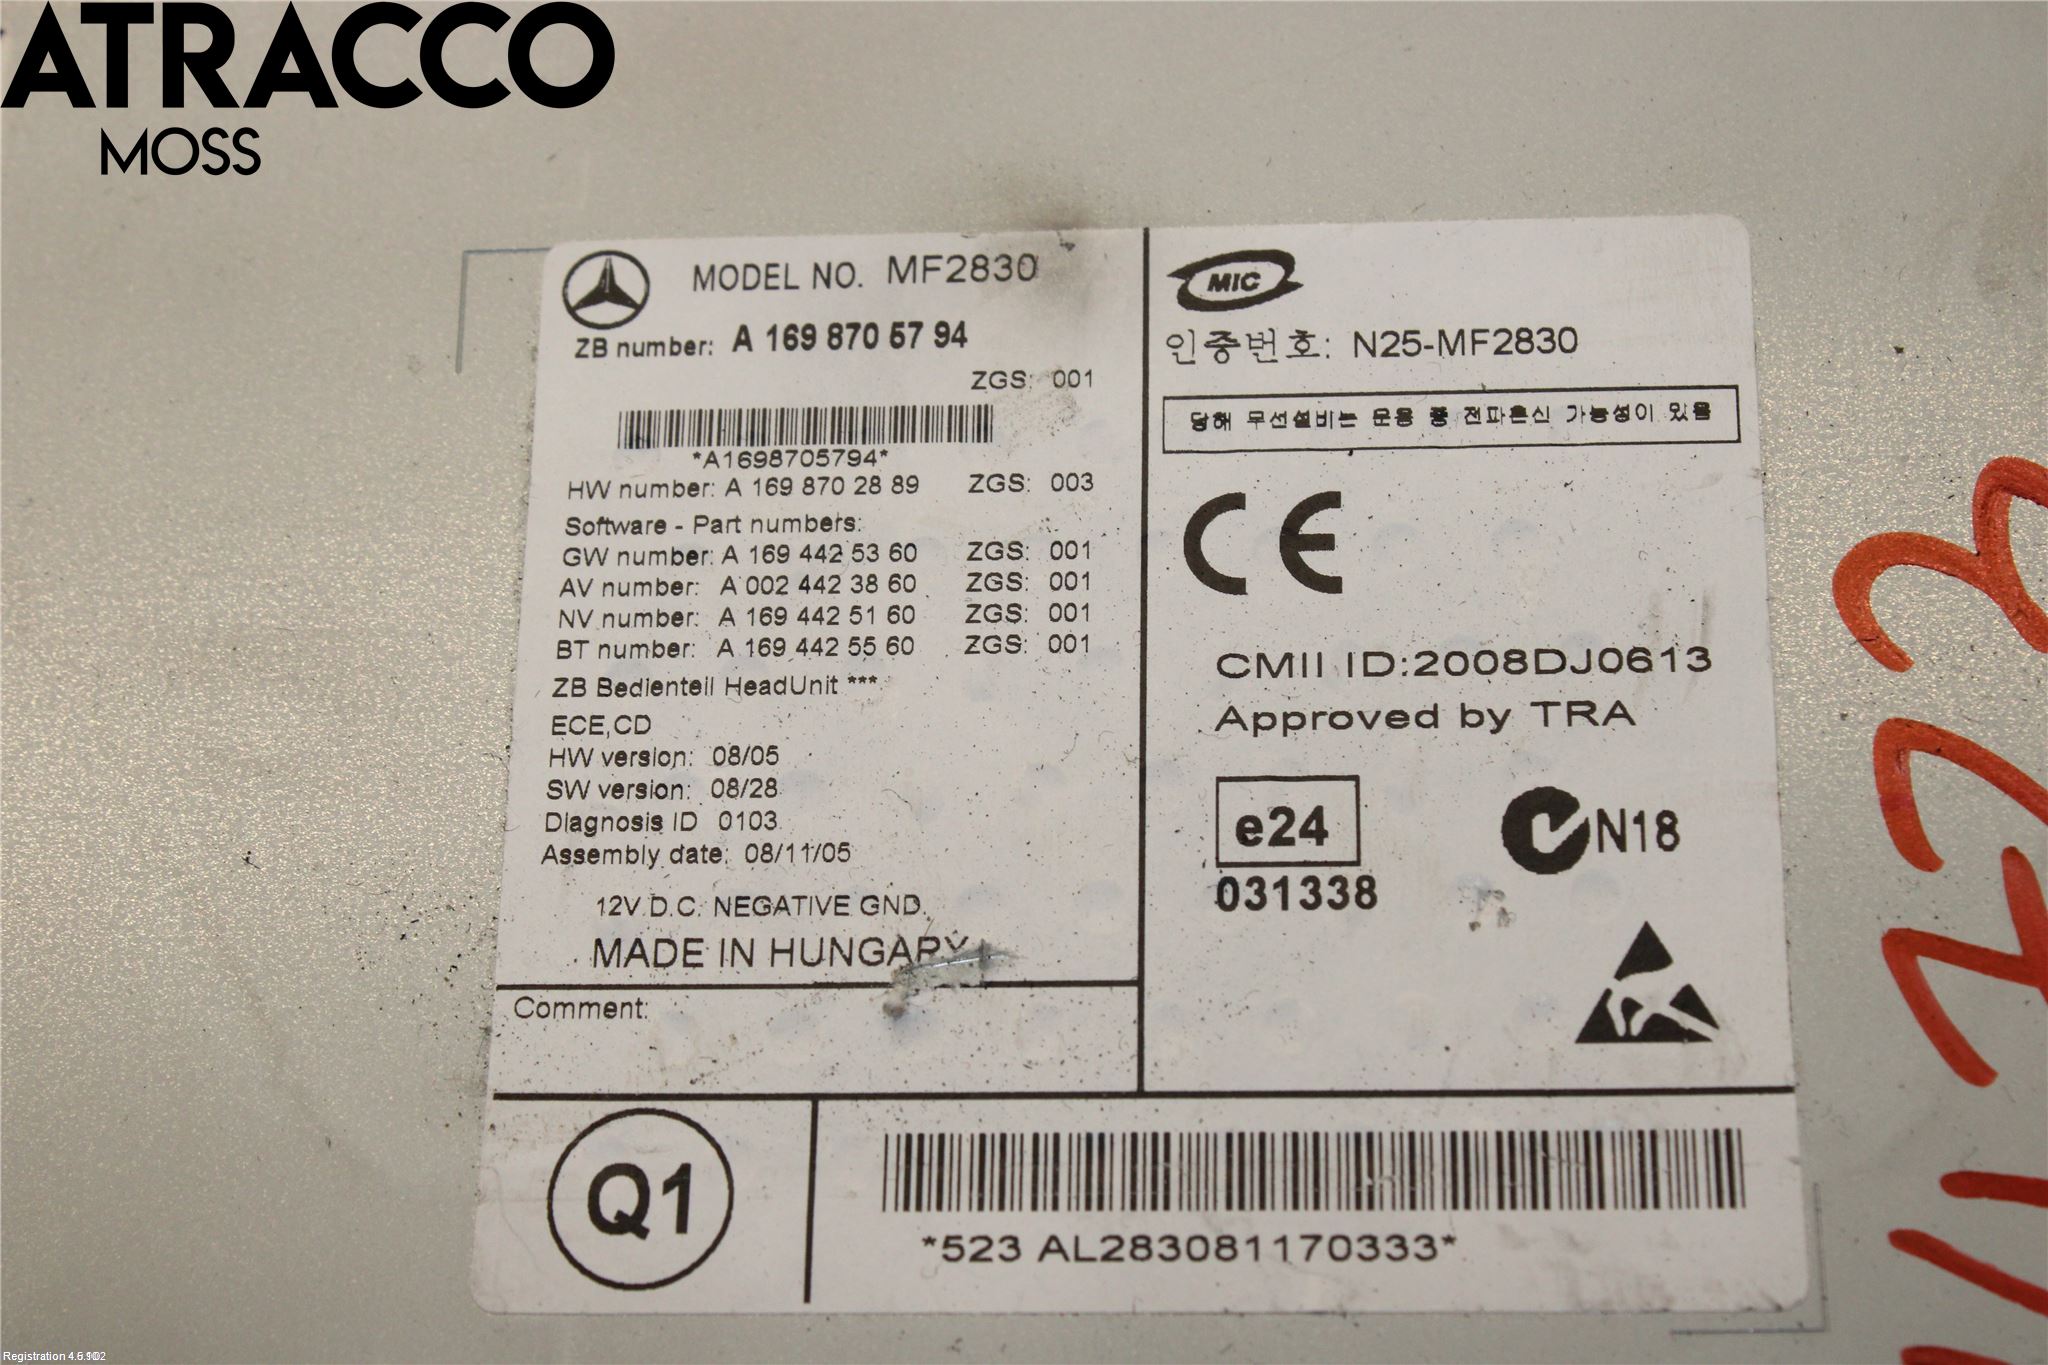 ATRACCO
MOSS
MODEL NO. MF2830
ZB number: A 169 870 57 94
ZGS: 001
*A1698705794*
HW number: A 169 870 28 89 ZGS: 003
Software - Part numbers:
GW number: A 169 442 53 60 ZGS: 001
AV number: A 002 442 38 60 ZGS: 001
NV number: A 169 442 51 60 ZGS: 001
BT number: A 169 442 55 60 ZGS: 001
ZB Bedienteil HeadUnit ***
ECE,CD
HW version: 08/05
SW version: 08/28
Diagnosis ID 0103
Assembly date: 08/11/05
12V D.C. NEGATIVE GND.
MADE IN HUNGARY
Comment:
MIC
인증번호: N25-MF2830
당해 무선설비는 운용 중 전파혼신 가능성이 있음
CE
CMII ID:2008DJ0613
Approved by TRA
e24
031338
N18
Q1
*523 AL283081170333*
Registration